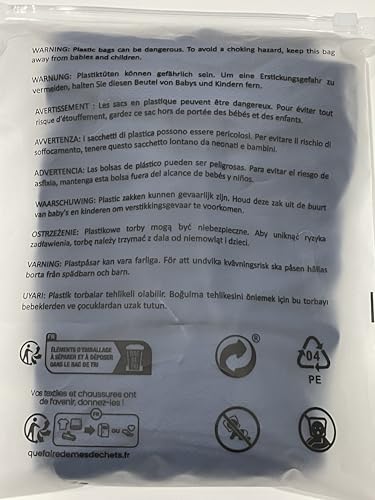 WARNING: Plastic bags can be dangerous. To avoid a choking hazard, keep this bag
away from babies and children.
WARNUNG: Plastiktüten können gefährlich sein. Um eine Erstickungsgefahr zu
vermeiden, halten Sie diesen Beutel von Babys und Kindern fern.
AVERTISSEMENT : Les sacs en plastique peuvent être dangereux. Pour éviter tout
risque d'étouffement, gardez ce sac hors de portée des bébés et des enfants.
AVVERTENZA: I sacchetti di plastica possono essere pericolosi. Per evitare il rischio di
soffocamento, tenere questo sacchetto lontano da neonati e bambini.
ADVERTENCIA: Las bolsas de plástico pueden ser peligrosas. Para evitar el riesgo de
asfixia, mantenga esta bolsa fuera del alcance de bebés y niños.
WAARSCHUWING: Plastic zakken kunnen gevaarlijk zijn. Houd deze zak uit de buurt
van baby's en kinderen om verstikkingsgevaar te voorkomen.
OSTRZEŻENIE: Plastikowe torby mogą być niebezpieczne. Aby uniknąć ryzyka
zadławienia, torbę należy trzymać z dala od niemowląt i dzieci.
VARNING: Plastpåsar kan vara farliga. För att undvika kvävningsrisk ska påsen hållas
borta från spädbarn och barn.
UYARI: Plastik torbalar tehlikeli olabilir. Boğulma tehlikesini önlemek için bu torbayı
bebeklerden ve çocuklardan uzak tutun.
FR
ÉLÉMENTS D'EMBALLAGE
À SÉPARER ET À DÉPOSER
DANS LE BAC DE TRI
®
04
PE
Vos textiles et chaussures ont
de l'avenir, donnez-les !
FR
ou
quefairedemesdechets.fr